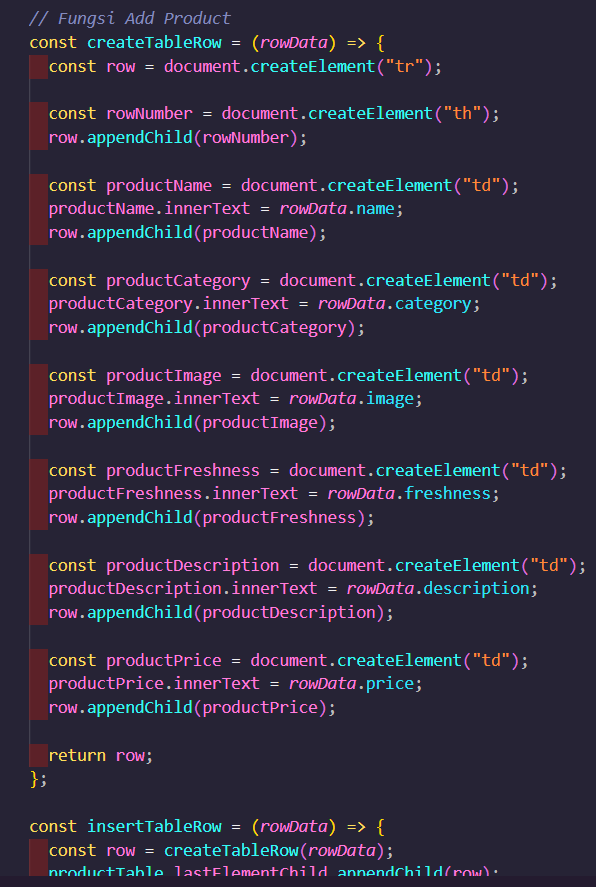 // Fungsi Add Product
const createTableRow = (rowData) => {
  const row = document.createElement("tr");

  const rowNumber = document.createElement("th");
  row.appendChild(rowNumber);

  const productName = document.createElement("td");
  productName.innerText = rowData.name;
  row.appendChild(productName);

  const productCategory = document.createElement("td");
  productCategory.innerText = rowData.category;
  row.appendChild(productCategory);

  const productImage = document.createElement("td");
  productImage.innerText = rowData.image;
  row.appendChild(productImage);

  const productFreshness = document.createElement("td");
  productFreshness.innerText = rowData.freshness;
  row.appendChild(productFreshness);

  const productDescription = document.createElement("td");
  productDescription.innerText = rowData.description;
  row.appendChild(productDescription);

  const productPrice = document.createElement("td");
  productPrice.innerText = rowData.price;
  row.appendChild(productPrice);

  return row;
};

const insertTableRow = (rowData) => {
  const row = createTableRow(rowData);
  productTable.lastElementChild.appendChild(row);